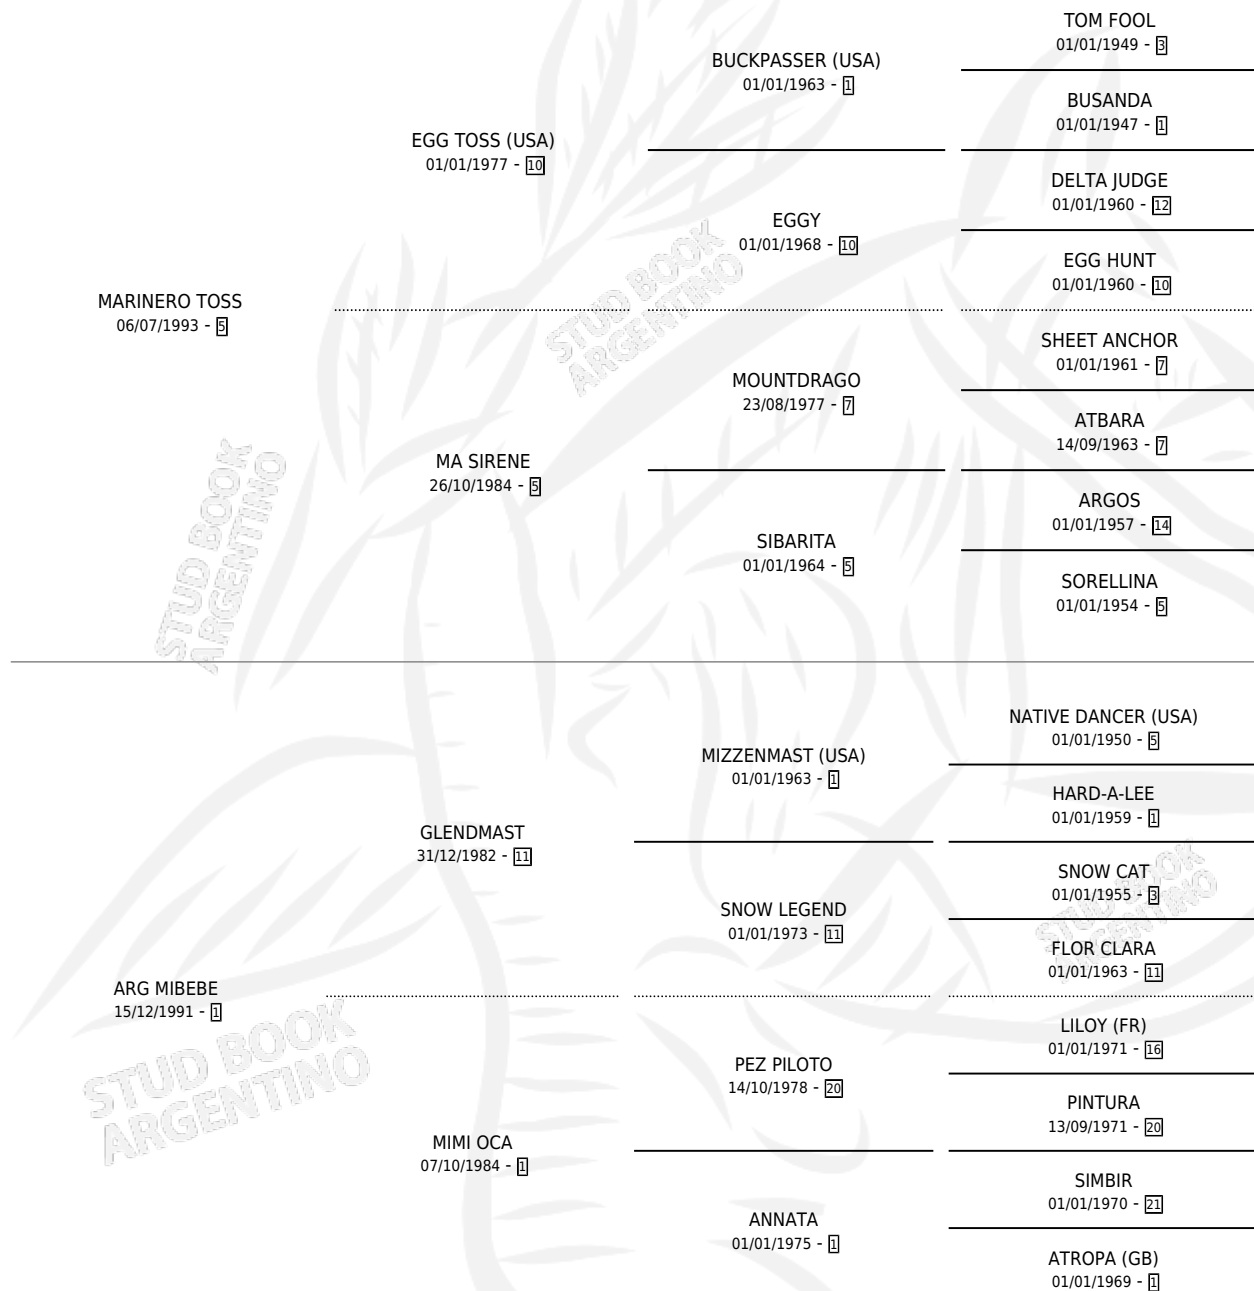 TOM FOOL
01/01/1949 - 3
BUCKPASSER (USA)
01/01/1963 - 1
BUSANDA
01/01/1947 - 1
EGG TOSS (USA)
01/01/1977 - 10
DELTA JUDGE
01/01/1960 - 12
EGGY
01/01/1968 - 10
EGG HUNT
01/01/1960 - 10
MARINERO TOSS
06/07/1993 - 5
STUD BOOK
ARGENTINO
SHEET ANCHOR
01/01/1961 - 7
MOUNTDRAGO
23/08/1977 - 7
ATBARA
14/09/1963 - 7
MA SIRENE
26/10/1984 - 5
ARGOS
01/01/1957 - 14
SIBARITA
01/01/1964 - 5
SORELLINA
01/01/1954 - 5
STUD BOOK
ARGENTINO
NATIVE DANCER (USA)
01/01/1950 - 5
MIZZENMAST (USA)
01/01/1963 - 1
HARD-A-LEE
01/01/1959 - 1
GLENDMAST
31/12/1982 - 11
SNOW CAT
01/01/1955 - 3
SNOW LEGEND
01/01/1973 - 11
STUD BOOK
ARGENTINO
FLOR CLARA
01/01/1963 - 11
ARG MIBEBE
15/12/1991 - 1
STUD BOOK
ARGENTINO
LILOY (FR)
01/01/1971 - 16
PEZ PILOTO
14/10/1978 - 20
PINTURA
13/09/1971 - 20
MIMI OCA
07/10/1984 - 1
SIMBIR
01/01/1970 - 21
ANNATA
01/01/1975 - 1
ATROPA (GB)
01/01/1969 - 1